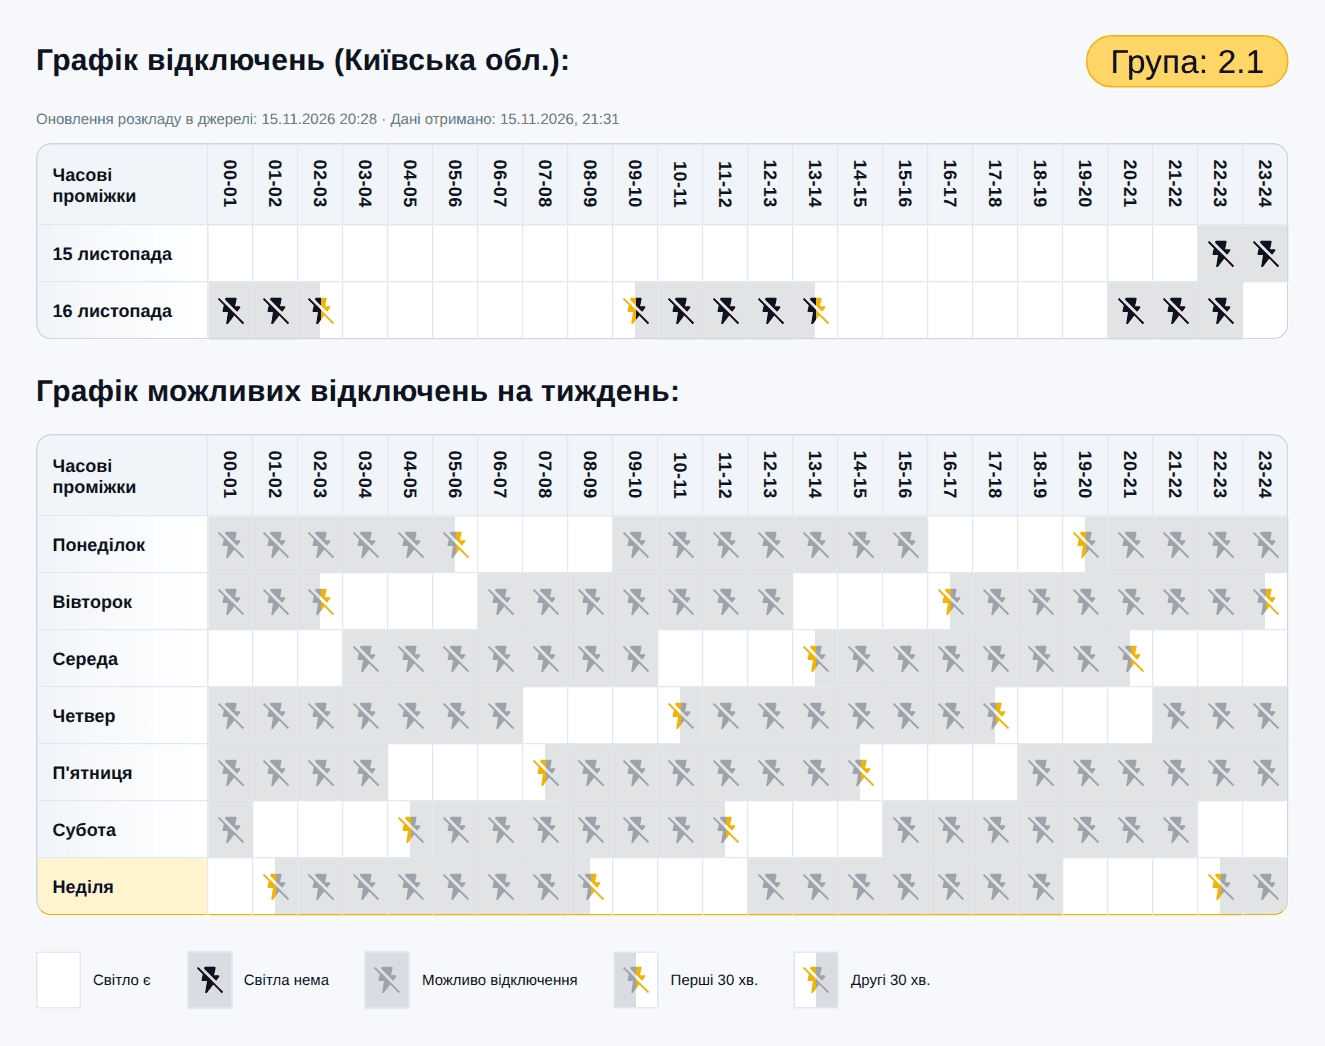 Графік відключень (Київська обл.):
Група: 2.1
Оновлення розкладу в джерелі: 15.11.2026 20:28 · Дані отримано: 15.11.2026, 21:31
Часові
проміжки
00-01 01-02 02-03 03-04 04-05 05-06 06-07 07-08 08-09 09-10 10-11 11-12 12-13 13-14 14-15 15-16 16-17 17-18 18-19 19-20 20-21 21-22 22-23 23-24
15 листопада
16 листопада
Графік можливих відключень на тиждень:
Часові
проміжки
00-01 01-02 02-03 03-04 04-05 05-06 06-07 07-08 08-09 09-10 10-11 11-12 12-13 13-14 14-15 15-16 16-17 17-18 18-19 19-20 20-21 21-22 22-23 23-24
Понеділок
Вівторок
Середа
Четвер
П'ятниця
Субота
Неділя
Світло є
Світла нема
Можливо відключення
Перші 30 хв.
Другі 30 хв.